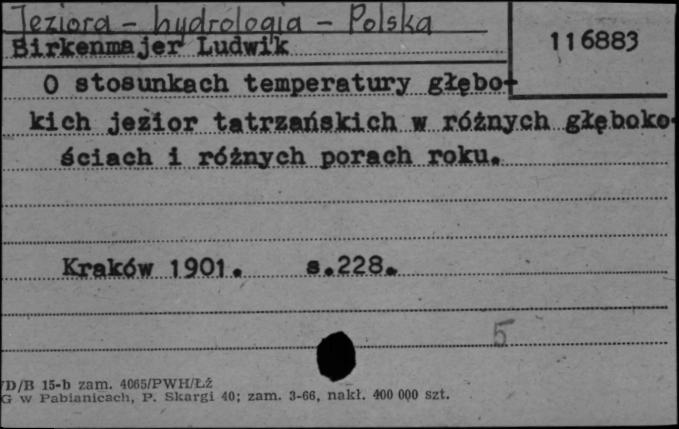 Jeziora - hydrologia - Polska
Birkenmajer Ludwik
116883
O stosunkach temperatury głębo-
kich jezior tatrzańskich w różnych głęboko-
ściach i różnych porach roku.
Kraków 1901. s.228.
5
D/B 15-b zam. 4065/PWH/Łż
G w Pabianicach, P. Skargi 40; zam. 3-66, nakł. 400 000 szt.